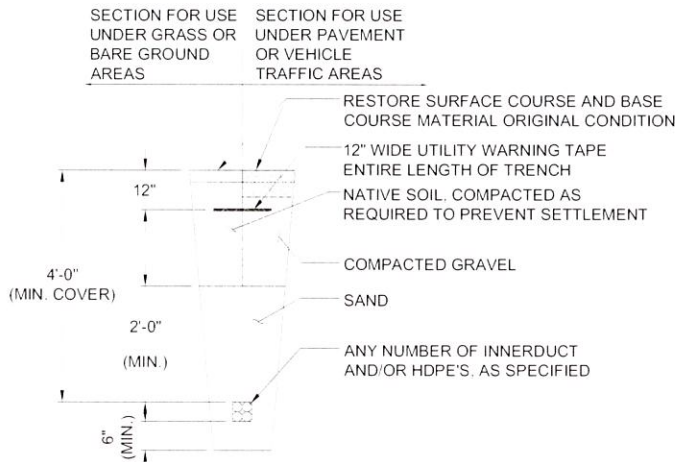 SECTION FOR USE
UNDER GRASS OR
BARE GROUND
AREAS
SECTION FOR USE
UNDER PAVEMENT
OR VEHICLE
TRAFFIC AREAS
RESTORE SURFACE COURSE AND BASE
COURSE MATERIAL ORIGINAL CONDITION
12" WIDE UTILITY WARNING TAPE
ENTIRE LENGTH OF TRENCH
NATIVE SOIL, COMPACTED AS
REQUIRED TO PREVENT SETTLEMENT
COMPACTED GRAVEL
SAND
ANY NUMBER OF INNERDUCT
AND/OR HDPE'S, AS SPECIFIED
12"
4'-0"
(MIN. COVER)
2'-0"
(MIN.)
6"
(MIN.)